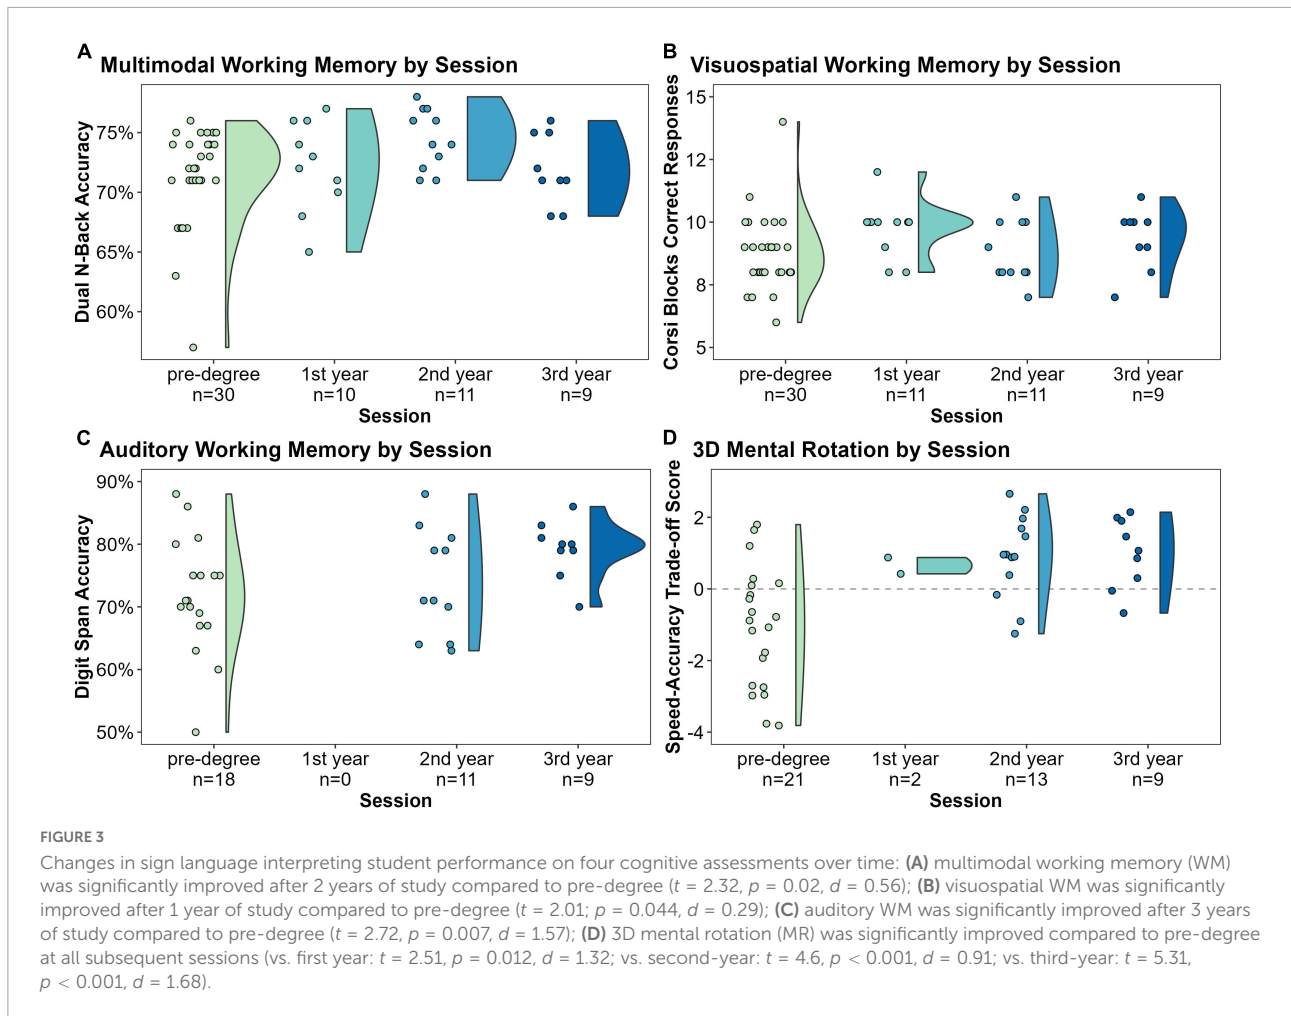 A
Multimodal Working Memory by Session
Dual N-Back Accuracy
75%
70%
65%
60%
pre-degree 1st year 2nd year 3rd year
n=30 n=10 n=11 n=9
Session
B
Visuospatial Working Memory by Session
Corsi Blocks Correct Responses
15
12
10
8
5
pre-degree 1st year 2nd year 3rd year
n=30 n=11 n=11 n=9
Session
C
Auditory Working Memory by Session
Digit Span Accuracy
90%
80%
70%
60%
50%
pre-degree 1st year 2nd year 3rd year
n=18 n=0 n=11 n=9
Session
D
3D Mental Rotation by Session
Speed-Accuracy Trade-off Score
2
0
-2
-4
pre-degree 1st year 2nd year 3rd year
n=21 n=2 n=13 n=9
Session
FIGURE 3
Changes in sign language interpreting student performance on four cognitive assessments over time: (A) multimodal working memory (WM)
was significantly improved after 2 years of study compared to pre-degree (t = 2.32, p = 0.02, d = 0.56); (B) visuospatial WM was significantly
improved after 1 year of study compared to pre-degree (t = 2.01; p = 0.044, d = 0.29); (C) auditory WM was significantly improved after 3 years
of study compared to pre-degree (t = 2.72, p = 0.007, d = 1.57); (D) 3D mental rotation (MR) was significantly improved compared to pre-degree
at all subsequent sessions (vs. first year: t = 2.51, p = 0.012, d = 1.32; vs. second-year: t = 4.6, p < 0.001, d = 0.91; vs. third-year: t = 5.31,
p < 0.001, d = 1.68).